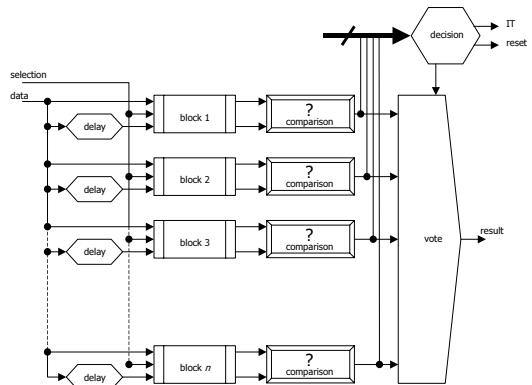 decision
IT
reset
selection
data
delay
block 1
?
comparison
delay
block 2
?
comparison
delay
block 3
?
comparison
vote
result
delay
block n
?
comparison